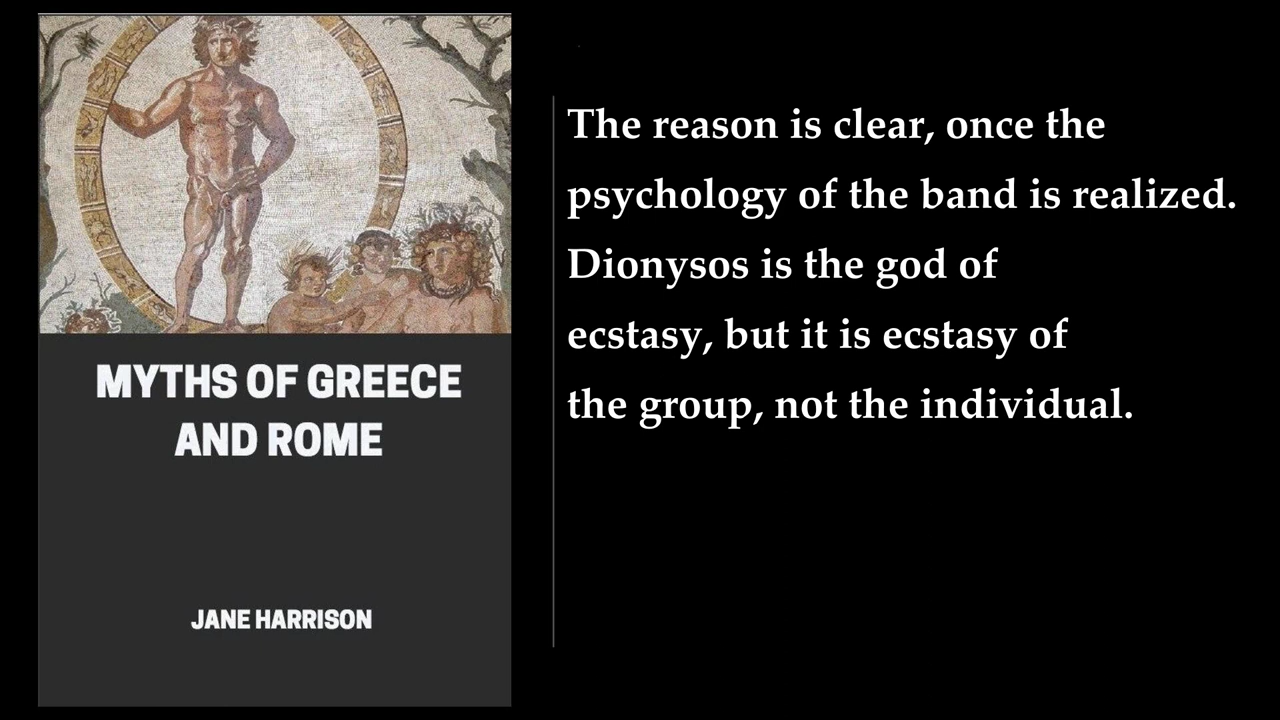 MYTHS OF GREECE
AND ROME
JANE HARRISON
The reason is clear, once the
psychology of the band is realized.
Dionysos is the god of
ecstasy, but it is ecstasy of
the group, not the individual.